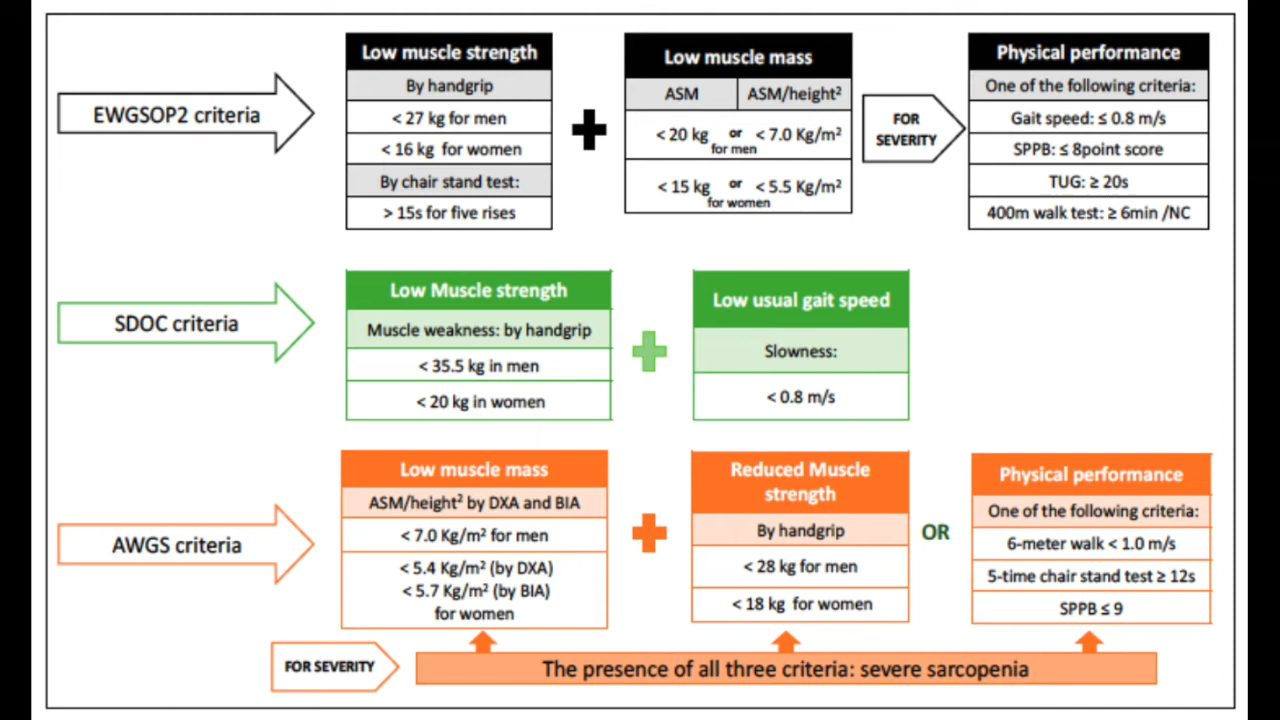 EWGSOP2 criteria
Low muscle strength
By handgrip
< 27 kg for men
< 16 kg for women
By chair stand test:
> 15s for five rises
Low muscle mass
ASM
ASM/height²
< 20 kg or < 7.0 Kg/m²
for men
< 15 kg or < 5.5 Kg/m²
for women
FOR
SEVERITY
Physical performance
One of the following criteria:
Gait speed: ≤ 0.8 m/s
SPPB: ≤ 8point score
TUG: ≥ 20s
400m walk test: ≥ 6min /NC
SDOC criteria
Low Muscle strength
Muscle weakness: by handgrip
< 35.5 kg in men
< 20 kg in women
Low usual gait speed
Slowness:
< 0.8 m/s
AWGS criteria
Low muscle mass
ASM/height² by DXA and BIA
< 7.0 Kg/m² for men
< 5.4 Kg/m² (by DXA)
< 5.7 Kg/m² (by BIA)
for women
Reduced Muscle
strength
By handgrip
< 28 kg for men
< 18 kg for women
OR
Physical performance
One of the following criteria:
6-meter walk < 1.0 m/s
5-time chair stand test ≥ 12s
SPPB ≤ 9
FOR SEVERITY
The presence of all three criteria: severe sarcopenia